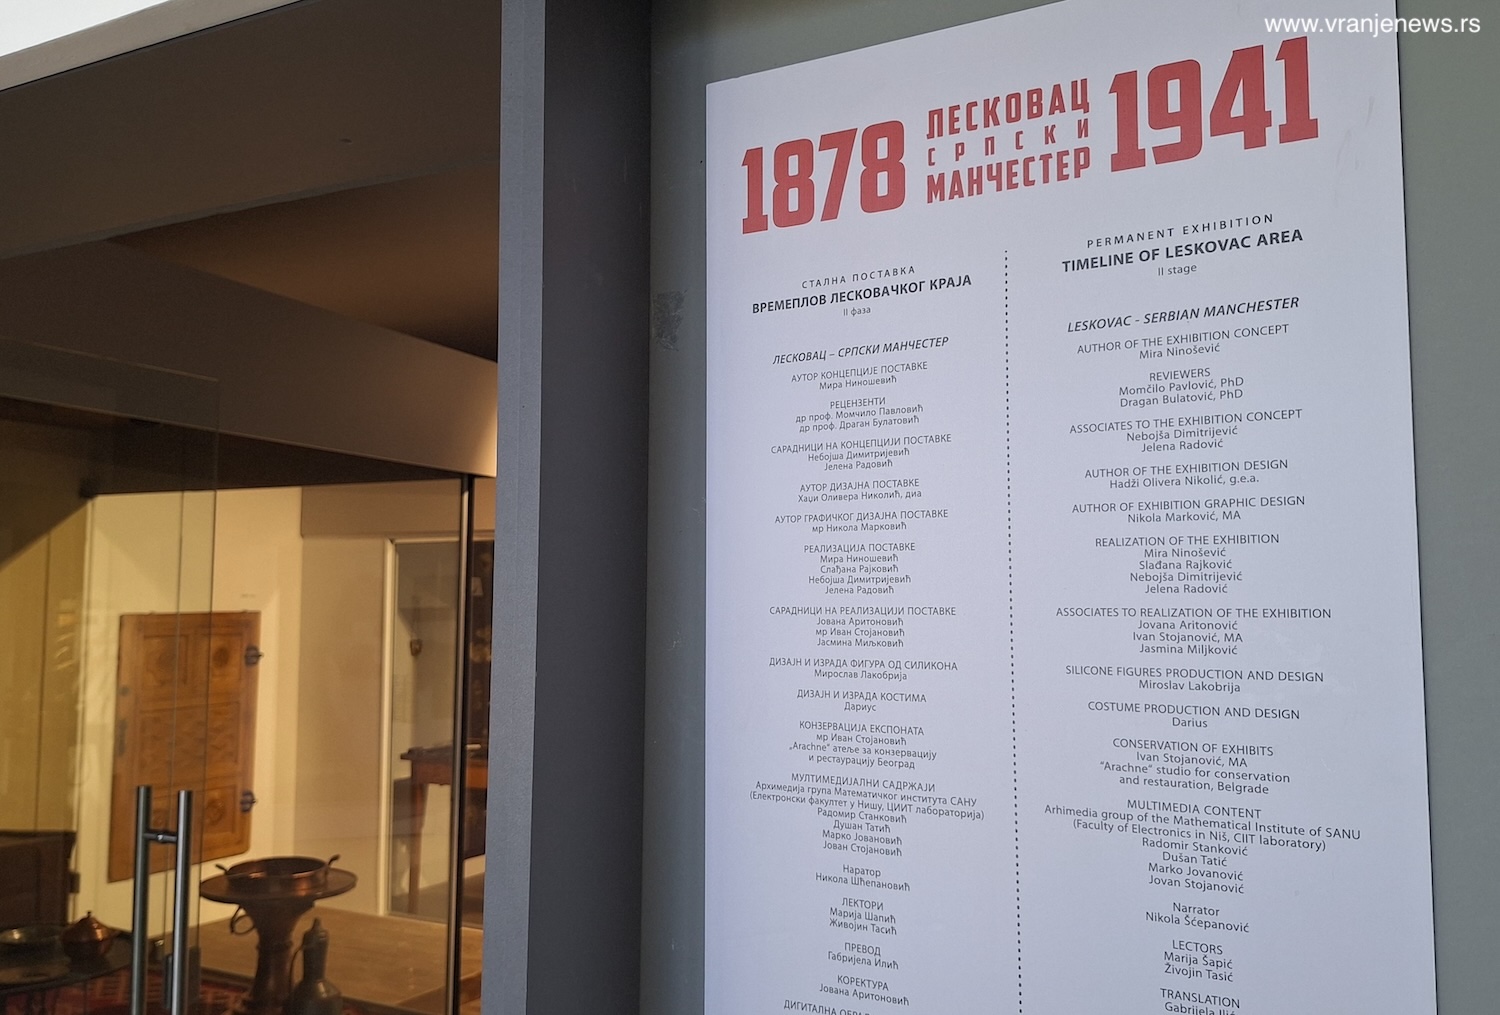 www.vranjenews.rs
1878 ЛЕСКОВАЦ СРПСКИ МАНЧЕСТЕР 1941
СТАЛНА ПОСТАВКА
ВРЕМЕПЛОВ ЛЕСКОВАЧКОГ КРАЈА
II фаза
ЛЕСКОВАЦ – СРПСКИ МАНЧЕСТЕР
АУТОР КОНЦЕПЦИЈЕ ПОСТАВКЕ
Мира Ниношевић
РЕЦЕНЗЕНТИ
др проф. Момчило Павловић
др проф. Драган Булатовић
САРАДНИЦИ НА КОНЦЕПЦИЈИ ПОСТАВКЕ
Небојша Димитријевић
Јелена Радовић
АУТОР ДИЗАЈНА ПОСТАВКЕ
Хаџи Оливера Николић, диа
АУТОР ГРАФИЧКОГ ДИЗАЈНА ПОСТАВКЕ
мр Никола Марковић
РЕАЛИЗАЦИЈА ПОСТАВКЕ
Мира Ниношевић
Слађана Рајковић
Небојша Димитријевић
Јелена Радовић
САРАДНИЦИ НА РЕАЛИЗАЦИЈИ ПОСТАВКЕ
Јована Аритоновић
мр Иван Стојановић
Јасмина Миљковић
ДИЗАЈН И ИЗРАДА ФИГУРА ОД СИЛИКОНА
Мирослав Лакобрија
ДИЗАЈН И ИЗРАДА КОСТИМА
Дариус
КОНЗЕРВАЦИЈА ЕКСПОНАТА
мр Иван Стојановић
„Arachne“ атеље за конзервацију
и рестаурацију Београд
МУЛТИМЕДИЈАЛНИ САДРЖАЈИ
Архимедија група Математичког института САНУ
(Електронски факултет у Нишу, ЦИИТ лабораторија)
Радомир Станковић
Душан Татић
Марко Јовановић
Јован Стојановић
Наратор
Никола Шћепановић
ЛЕКТОРИ
Марија Шапић
Живојин Тасић
ПРЕВОД
Габријела Илић
КОРЕКТУРА
Јована Аритоновић
ДИГИТАЛНА
PERMANENT EXHIBITION
TIMELINE OF LESKOVAC AREA
II stage
LESKOVAC - SERBIAN MANCHESTER
AUTHOR OF THE EXHIBITION CONCEPT
Mira Ninošević
REVIEWERS
Momčilo Pavlović, PhD
Dragan Bulatović, PhD
ASSOCIATES TO THE EXHIBITION CONCEPT
Nebojša Dimitrijević
Jelena Radović
AUTHOR OF THE EXHIBITION DESIGN
Hadži Olivera Nikolić, g.e.a.
AUTHOR OF EXHIBITION GRAPHIC DESIGN
Nikola Marković, MA
REALIZATION OF THE EXHIBITION
Mira Ninošević
Slađana Rajković
Nebojša Dimitrijević
Jelena Radović
ASSOCIATES TO REALIZATION OF THE EXHIBITION
Jovana Aritonović
Ivan Stojanović, MA
Jasmina Miljković
SILICONE FIGURES PRODUCTION AND DESIGN
Miroslav Lakobrija
COSTUME PRODUCTION AND DESIGN
Darius
CONSERVATION OF EXHIBITS
Ivan Stojanović, MA
“Arachne” studio for conservation
and restauration, Belgrade
MULTIMEDIA CONTENT
Arhimedia group of the Mathematical Institute of SANU
(Faculty of Electronics in Niš, CIIT laboratory)
Radomir Stanković
Dušan Tatić
Marko Jovanović
Jovan Stojanović
Narrator
Nikola Šćepanović
LECTORS
Marija Šapić
Živojin Tasić
TRANSLATION
Gabrijela Ilić